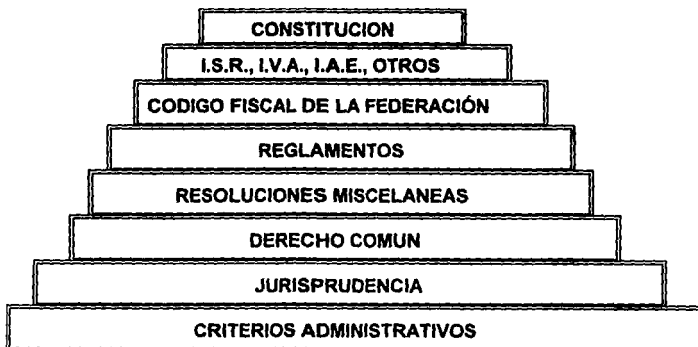 CONSTITUCION
I.S.R., I.V.A., I.A.E., OTROS
CODIGO FISCAL DE LA FEDERACIÓN
REGLAMENTOS
RESOLUCIONES MISCELANEAS
DERECHO COMUN
JURISPRUDENCIA
CRITERIOS ADMINISTRATIVOS